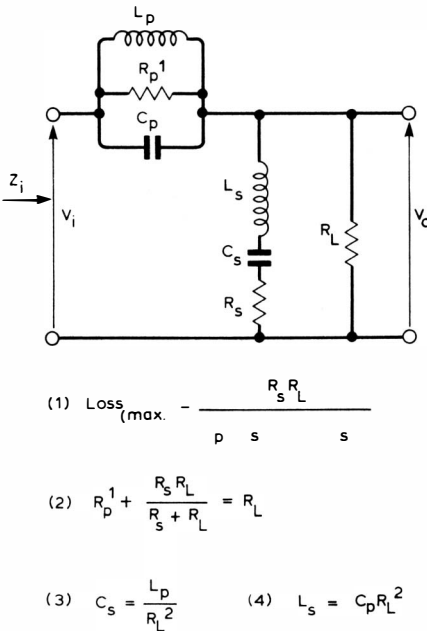 Lp
Rp¹
Cp
Zi
Vi
Ls
Cs
Rs
RL
Vo
(1) Loss(max. - RsRL
p s s
(2) Rp¹ + RsRL / Rs + RL = RL
(3) Cs = Lp / RL²
(4) Ls = CpRL²